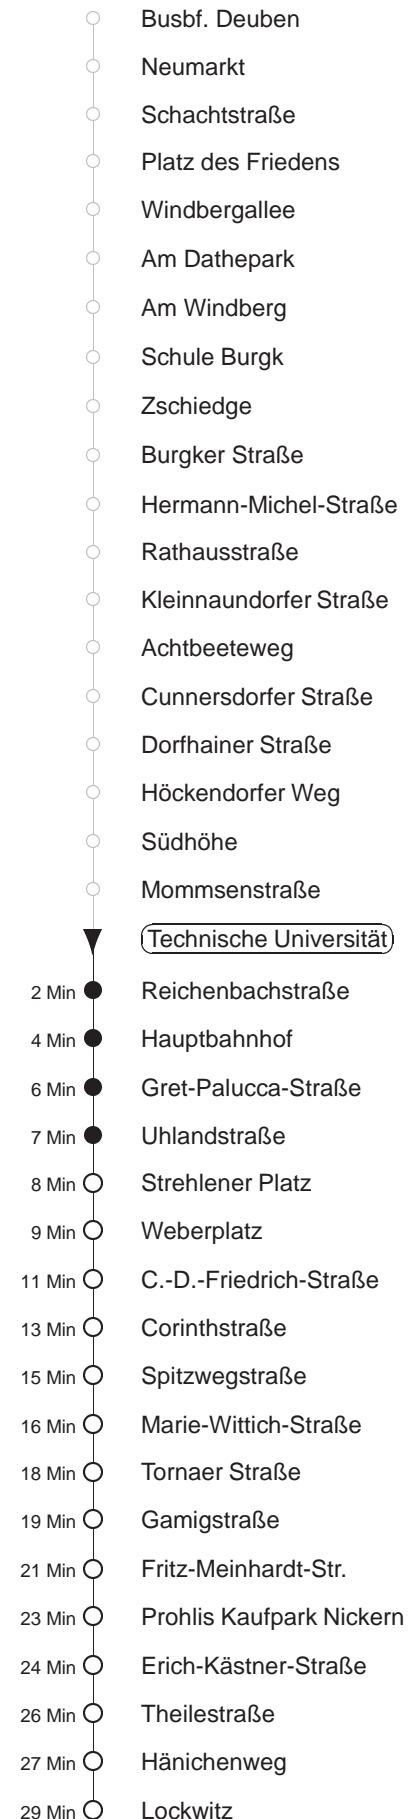 Busbf. Deuben
Neumarkt
Schachtstraße
Platz des Friedens
Windbergallee
Am Dathepark
Am Windberg
Schule Burgk
Zschiedge
Burgker Straße
Hermann-Michel-Straße
Rathausstraße
Kleinnaundorfer Straße
Achtbeeteweg
Cunnersdorfer Straße
Dorfhainer Straße
Höckendorfer Weg
Südhöhe
Mommsenstraße
Technische Universität
2 Min Reichenbachstraße
4 Min Hauptbahnhof
6 Min Gret-Palucca-Straße
7 Min Uhlandstraße
8 Min Strehlener Platz
9 Min Weberplatz
11 Min C.-D.-Friedrich-Straße
13 Min Corinthstraße
15 Min Spitzwegstraße
16 Min Marie-Wittich-Straße
18 Min Tornaer Straße
19 Min Gamigstraße
21 Min Fritz-Meinhardt-Str.
23 Min Prohlis Kaufpark Nickern
24 Min Erich-Kästner-Straße
26 Min Theilestraße
27 Min Hänichenweg
29 Min Lockwitz